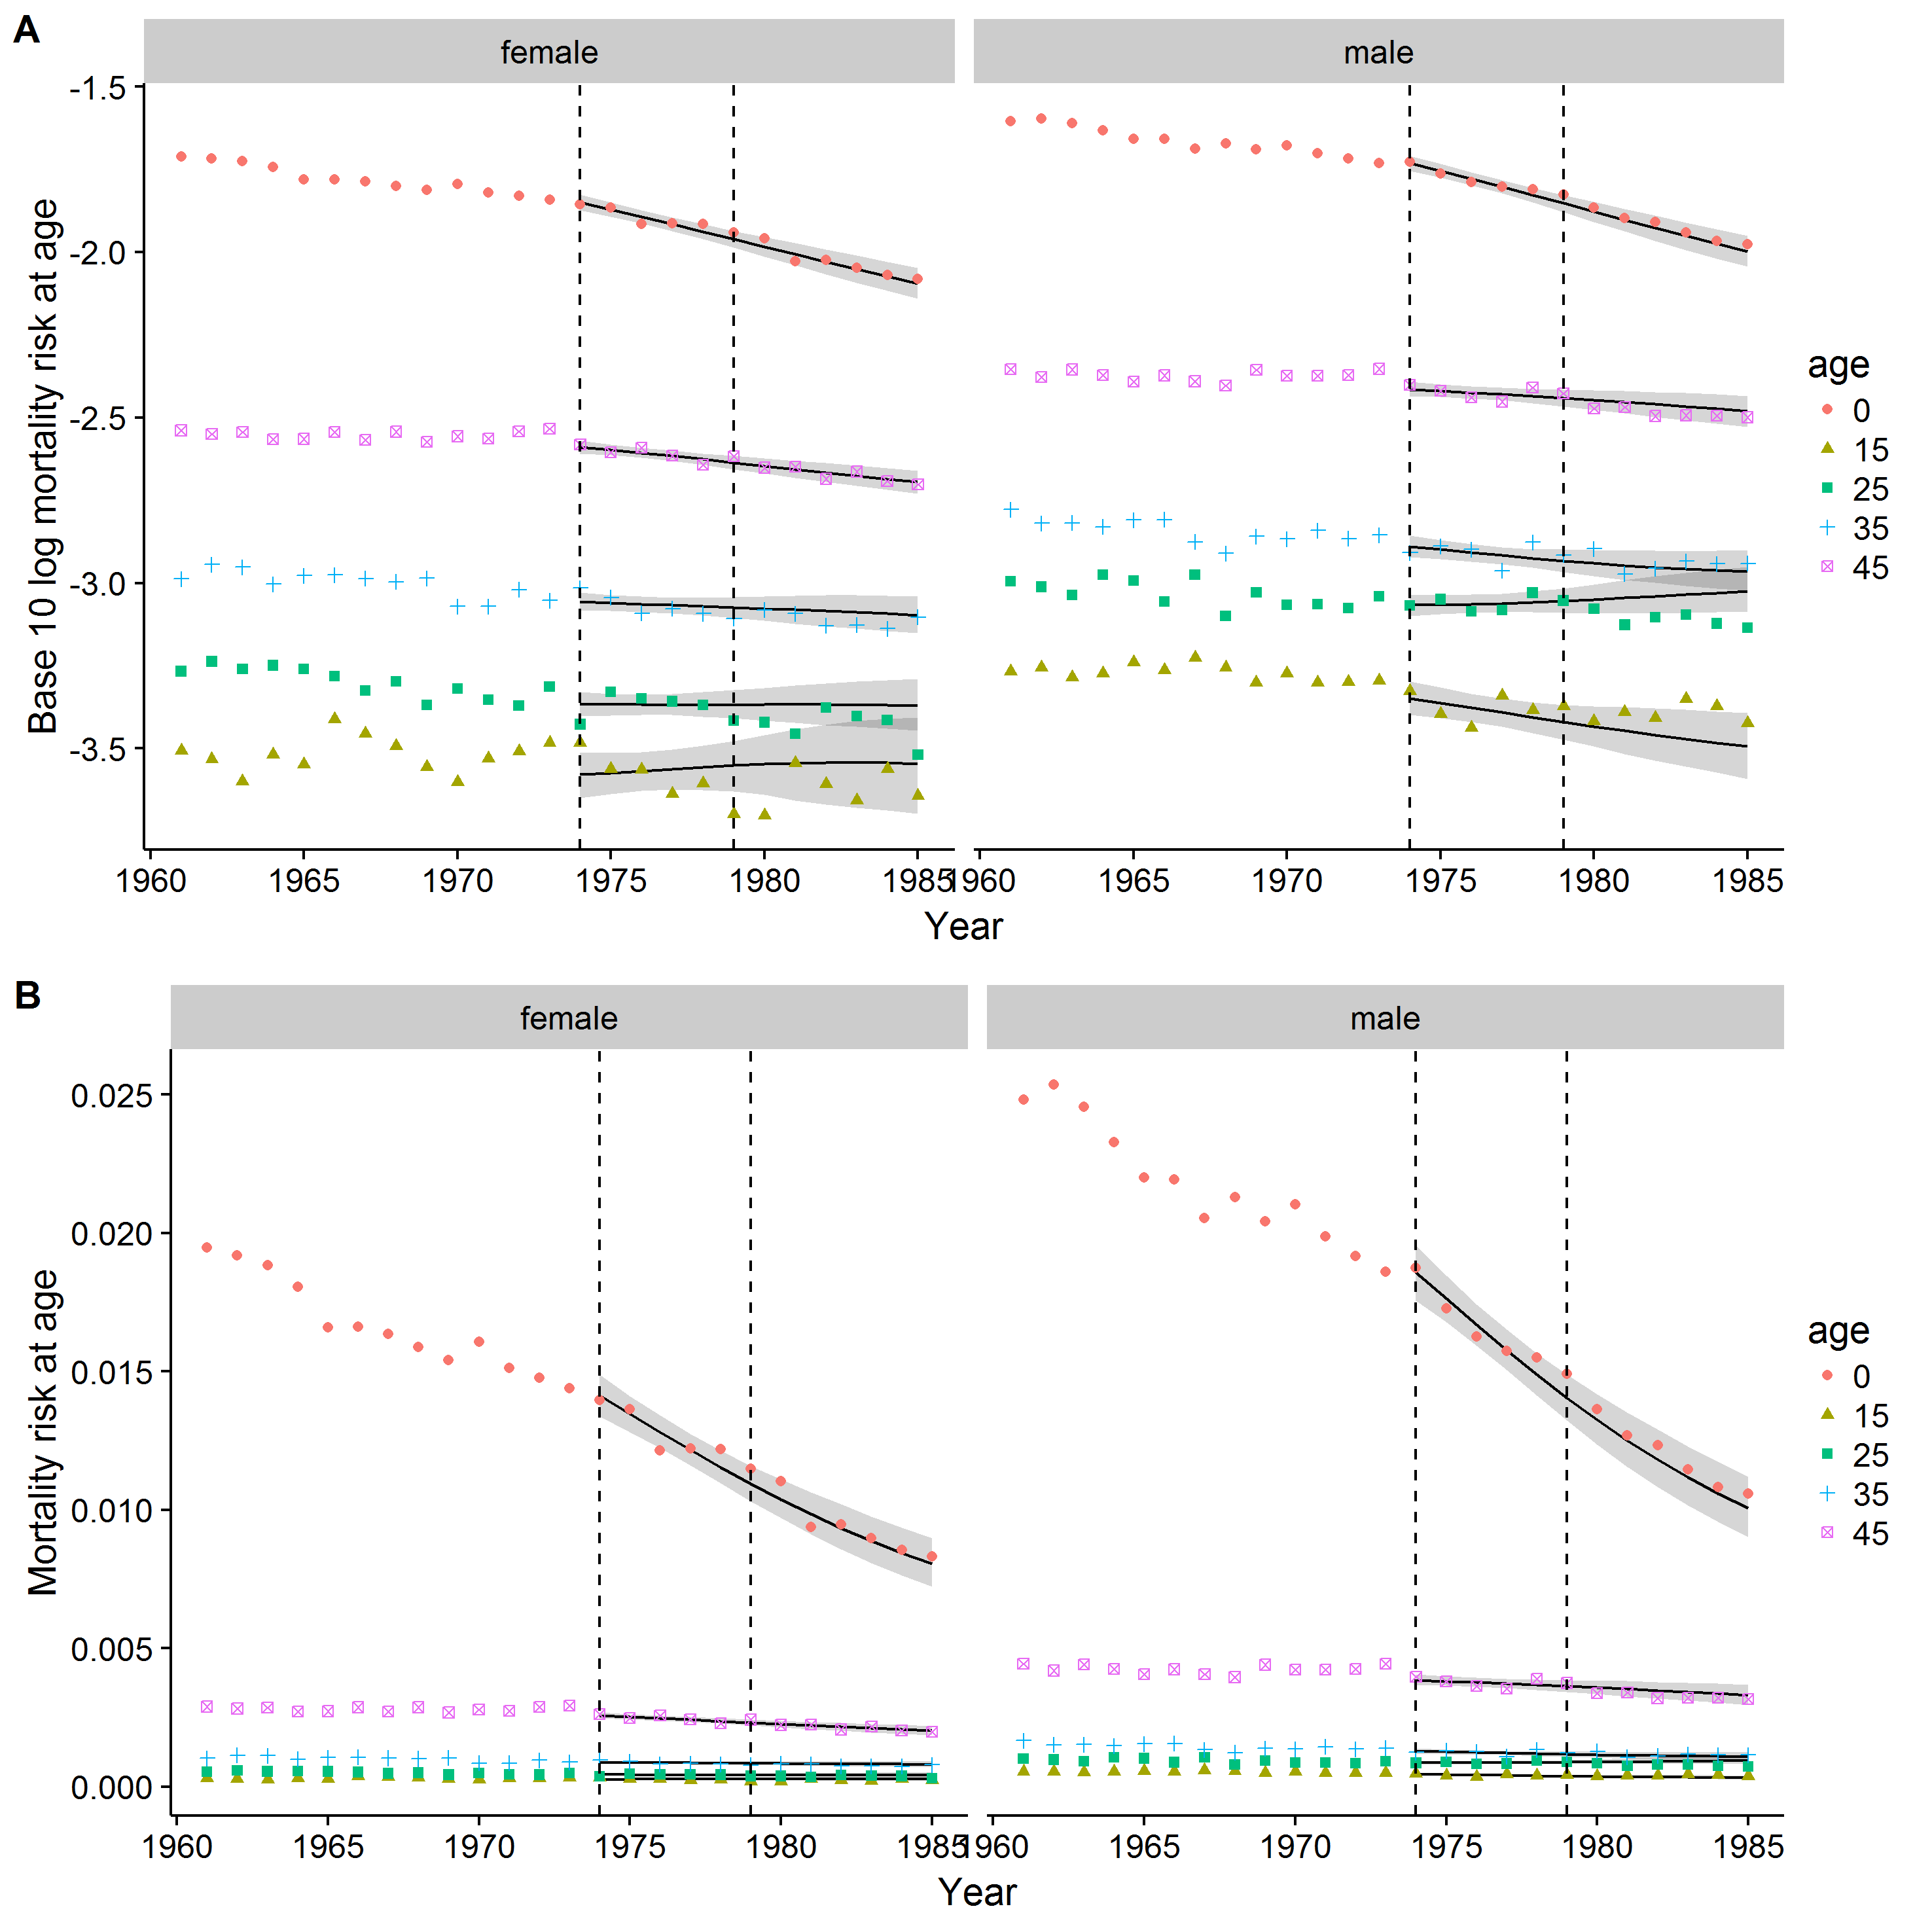 A
female
male
Base 10 log mortality risk at age
-1.5
-2.0
-2.5
-3.0
-3.5
1960 1965 1970 1975 1980 1985
1960 1965 1970 1975 1980 1985
Year
age
0
15
25
35
45
B
female
male
Mortality risk at age
0.025
0.020
0.015
0.010
0.005
0.000
1960 1965 1970 1975 1980 1985
1960 1965 1970 1975 1980 1985
Year
age
0
15
25
35
45